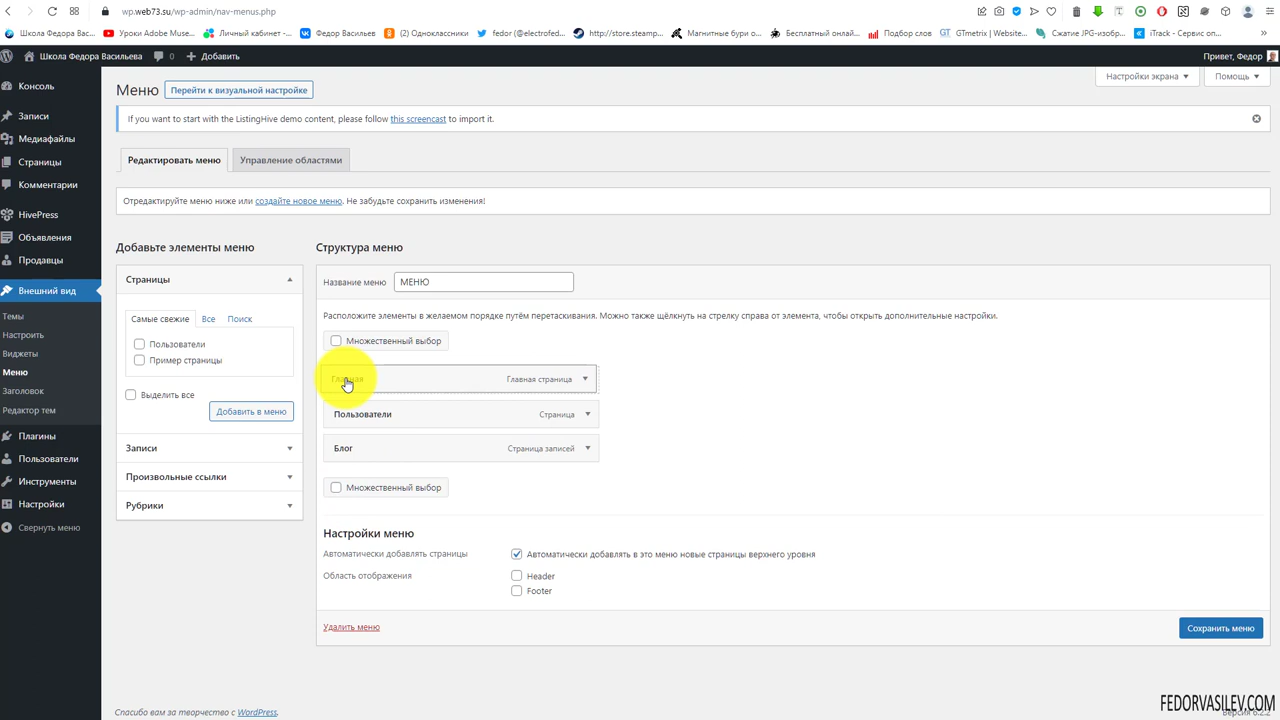 wp.web73.su/wp-admin/nav-menus.php
Школа Федора Василь...
Уроки Adobe Muse...
Личный кабинет -...
Федор Васильев
(2) Одноклассники
fedor (@electrofed...
http://store.steamp...
Магнитные бури о...
Бесплатный онлай...
Подбор слов
GTmetrix | Website...
Сжатие JPG-изобр...
iTrack - Сервис оп...
Школа Федора Васильева
0
Добавить
Привет, Федор
Консоль
Записи
Медиафайлы
Страницы
Комментарии
HivePress
Объявления
Продавцы
Внешний вид
Темы
Настроить
Виджеты
Меню
Заголовок
Редактор тем
Плагины
Пользователи
Инструменты
Настройки
Свернуть меню
Настройки экрана
Помощь
Меню
Перейти к визуальной настройке
If you want to start with the ListingHive demo content, please follow this screencast to import it.
Редактировать меню
Управление областями
Отредактируйте меню ниже или создайте новое меню. Не забудьте сохранить изменения!
Добавьте элементы меню
Страницы
Самые свежие
Все
Поиск
Пользователи
Пример страницы
Выделить все
Добавить в меню
Записи
Произвольные ссылки
Рубрики
Структура меню
Название меню
МЕНЮ
Расположите элементы в желаемом порядке путём перетаскивания. Можно также щёлкнуть на стрелку справа от элемента, чтобы открыть дополнительные настройки.
Множественный выбор
Главная
Главная страница
Пользователи
Страница
Блог
Страница записей
Множественный выбор
Настройки меню
Автоматически добавлять страницы
Автоматически добавлять в это меню новые страницы верхнего уровня
Область отображения
Header
Footer
Удалить меню
Сохранить меню
Спасибо вам за творчество с WordPress.
FEDORVASILEV.COM
Версия 6.2.2